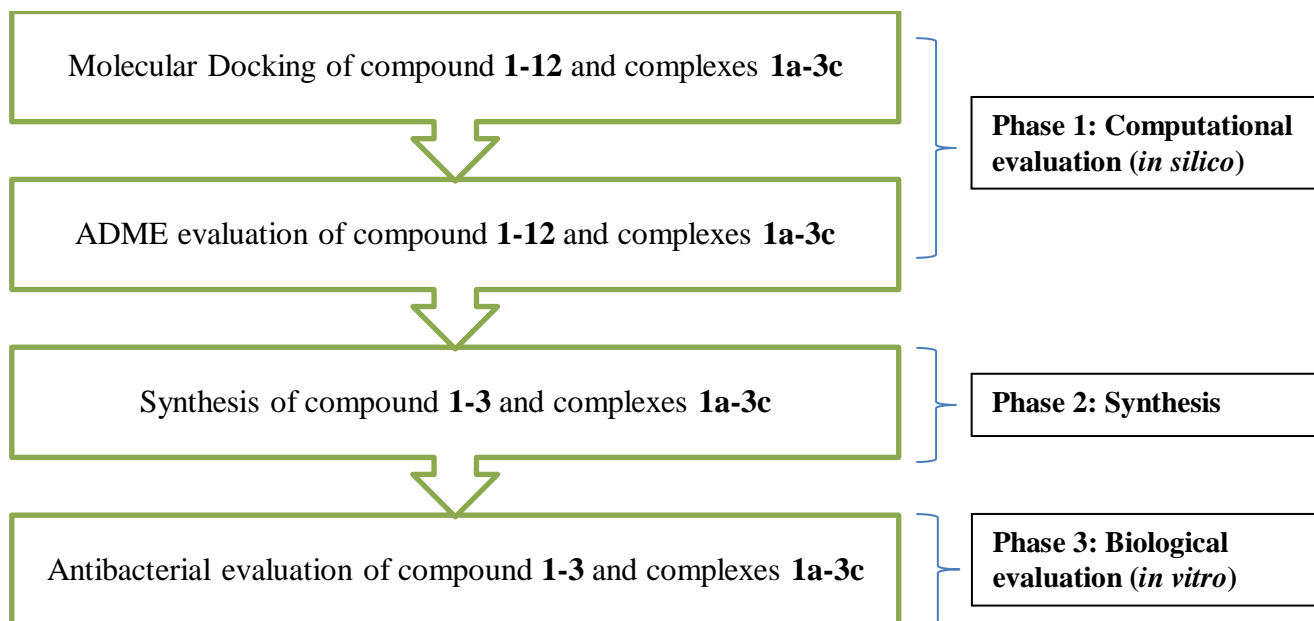 Molecular Docking of compound 1-12 and complexes 1a-3c
Phase 1: Computational
evaluation (in silico)
ADME evaluation of compound 1-12 and complexes 1a-3c
Synthesis of compound 1-3 and complexes 1a-3c
Phase 2: Synthesis
Antibacterial evaluation of compound 1-3 and complexes 1a-3c
Phase 3: Biological
evaluation (in vitro)